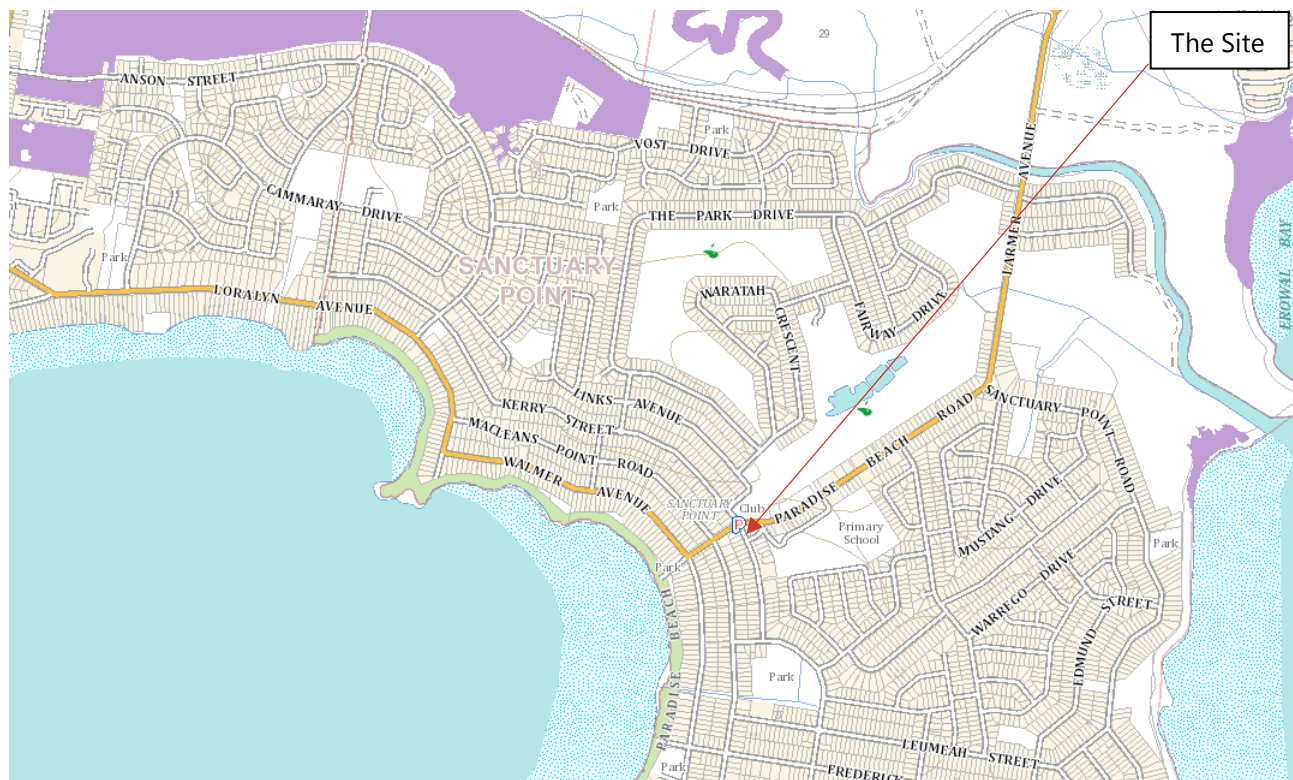 The Site
29
ANSON STREET
AVENUE
VOST DRIVE
Park
CAMMARAY DRIVE
Park
THE PARK DRIVE
LARMER
EROWAL BAY
Park
SANCTUARY
POINT
WARATAH
CRESCENT
FAIRWAY DRIVE
LORALYN AVENUE
LINKS AVENUE
KERRY STREET
MACLEANS POINT ROAD
WALMER AVENUE
SANCTUARY POINT ROAD
PARADISE BEACH ROAD
SANCTUARY
POINT
Club
P
Primary
School
MUSTANG DRIVE
Park
Park
WARREGO DRIVE
EDMUND STREET
PARADISE BEACH
Park
LEUMEAH STREET
Park
FREDERICK